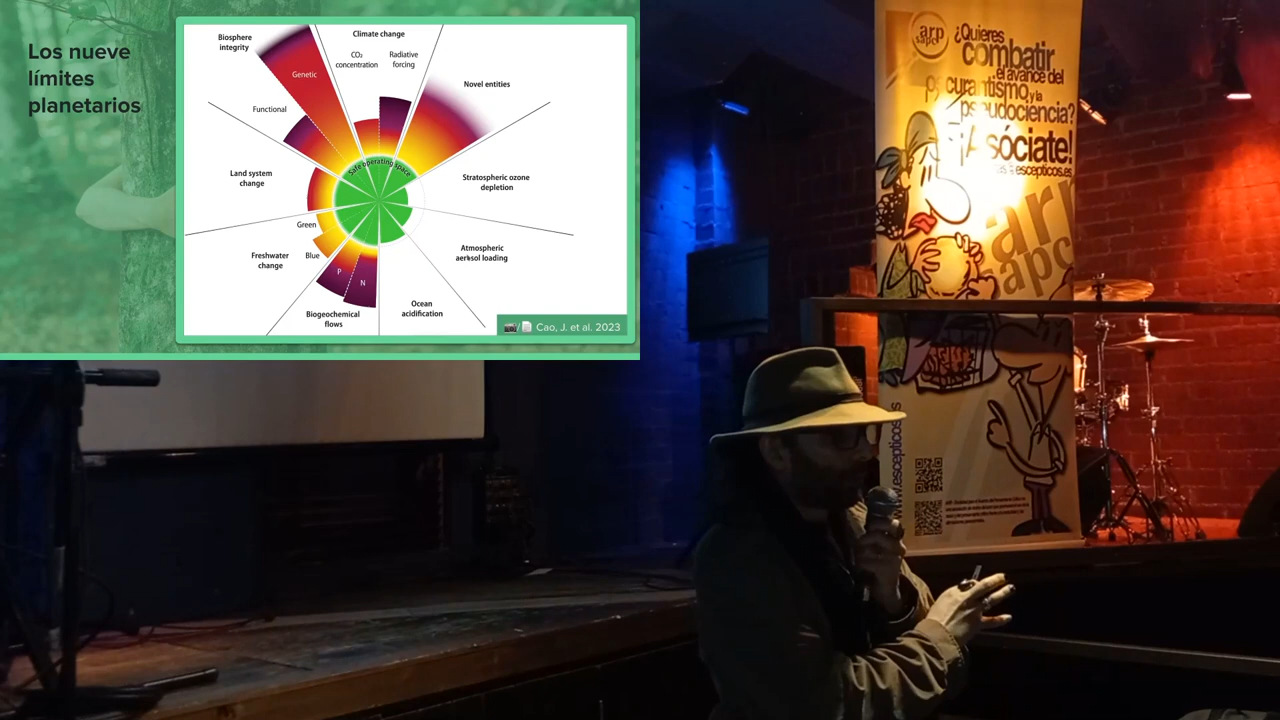 Los nueve
límites
planetarios
Biosphere
integrity
Climate change
CO₂
concentration
Radiative
forcing
Genetic
Novel entities
Functional
Safe operating space
Land system
change
Stratospheric ozone
depletion
Green
Blue
Freshwater
change
Atmospheric
aerosol loading
P
N
Biogeochemical
flows
Ocean
acidification
Cao, J. et al. 2023
arp
sapc
¿Quieres
combatir
el avance del
y la
pseudociencia?
¡Asóciate!
escepticos.es
arp
sapc
www.escepticos.es